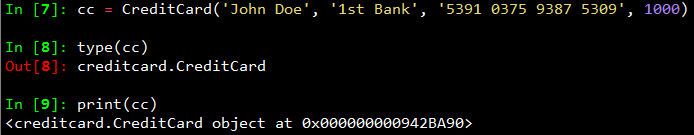 In [7]: cc = CreditCard('John Doe', '1st Bank', '5391 0375 9387 5309', 1000)
In [8]: type(cc)
Out[8]: creditcard.CreditCard
In [9]: print(cc)
<creditcard.CreditCard object at 0x000000000942BA90>